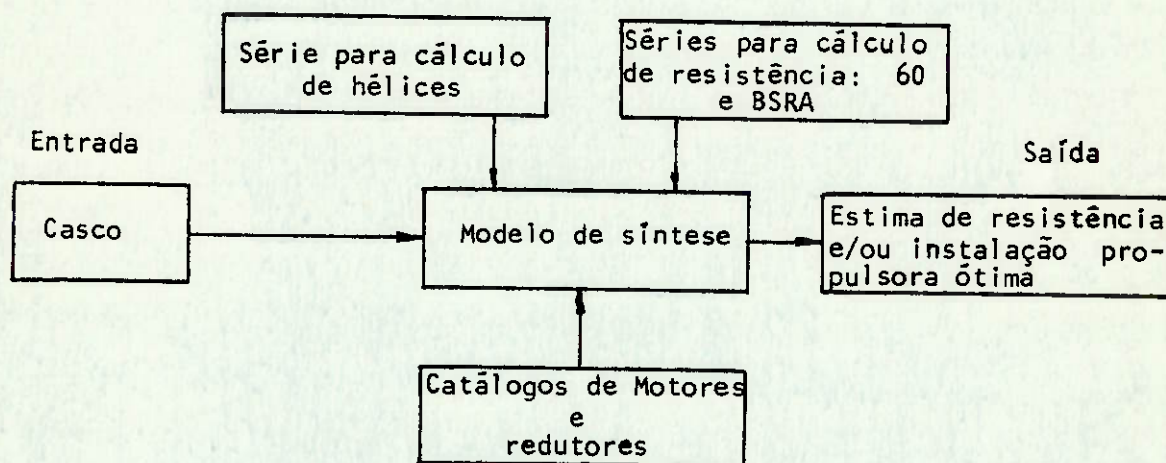 Série para cálculo
de hélices
Séries para cálculo
de resistência: 60
e BSRA
Entrada
Casco
Modelo de síntese
Saída
Estima de resistência
e/ou instalação pro-
pulsora ótima
Catálogos de Motores
e
redutores